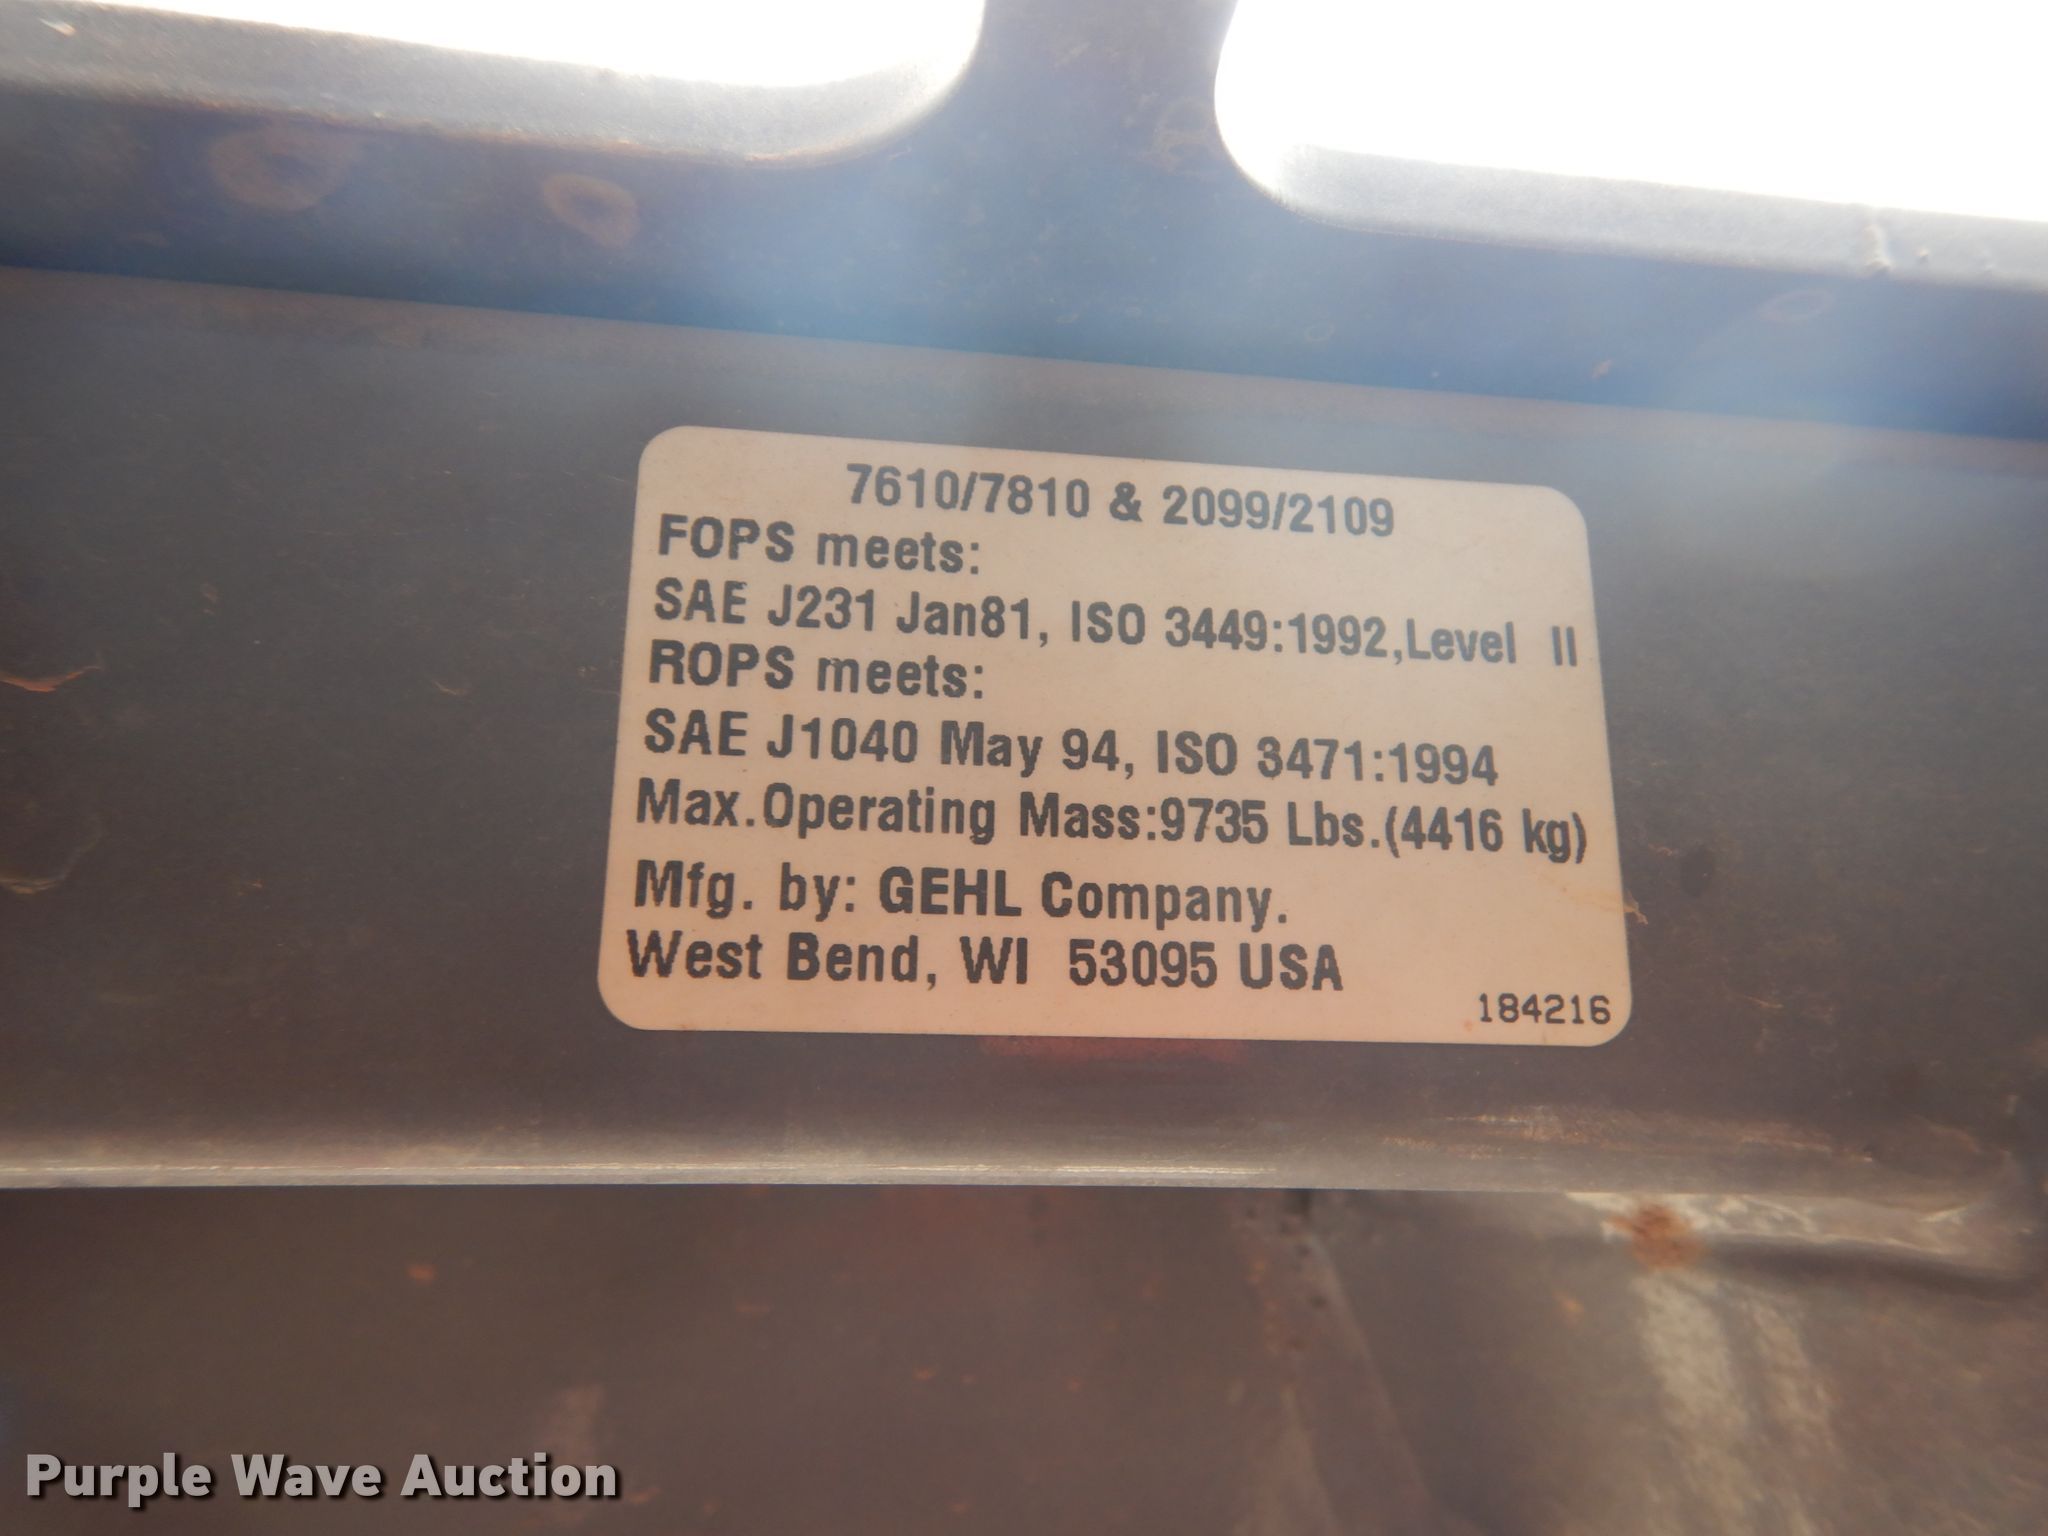 7610/7810 & 2099/2109
FOPS meets:
SAE J231 Jan81, ISO 3449:1992,Level II
ROPS meets:
SAE J1040 May 94, ISO 3471:1994
Max.Operating Mass:9735 Lbs.(4416 kg)
Mfg. by: GEHL Company.
West Bend, WI 53095 USA
184216
Purple Wave Auction